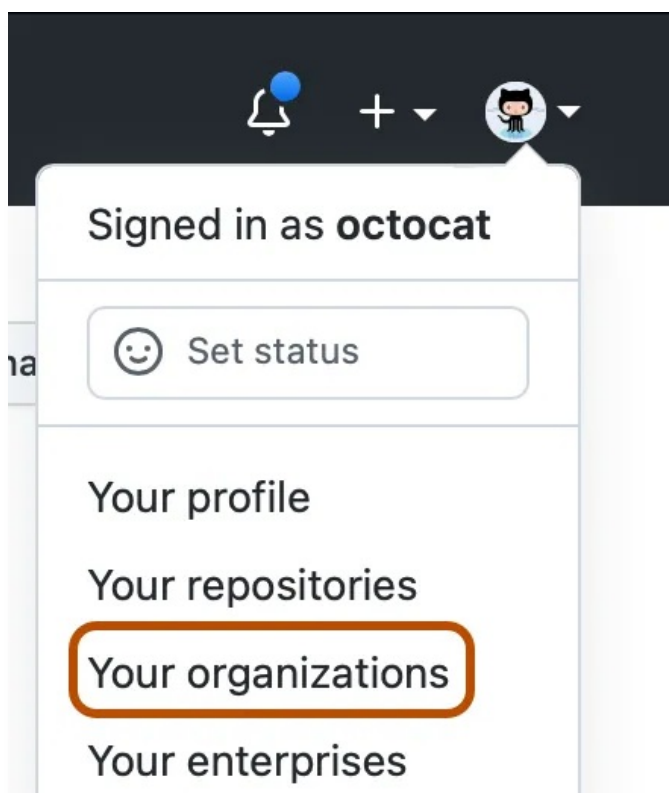 Signed in as octocat
Set status
Your profile
Your repositories
Your organizations
Your enterprises